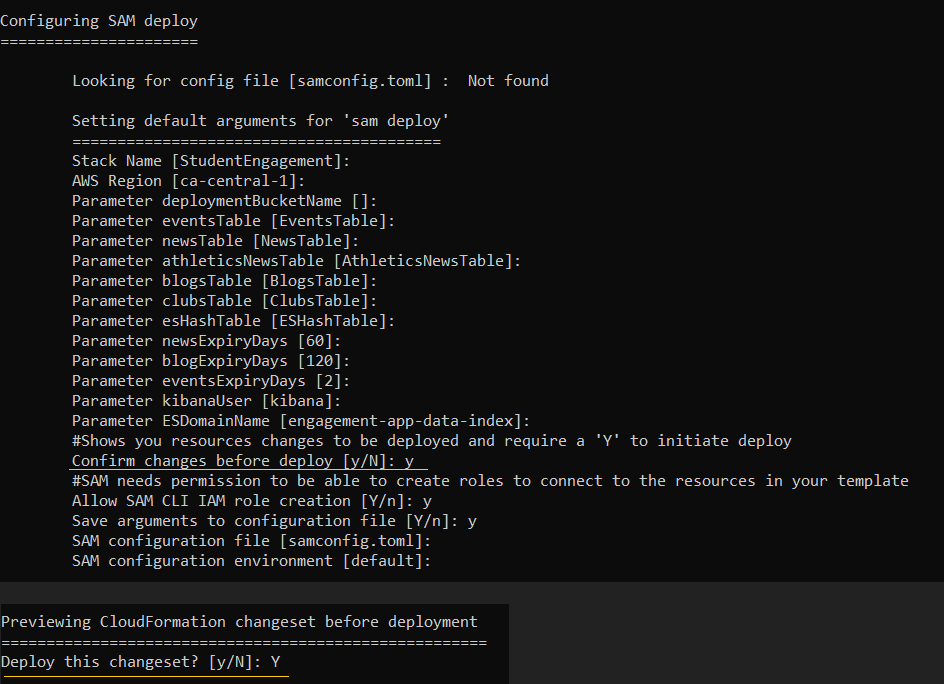 Configuring SAM deploy
======================
Looking for config file [samconfig.toml] :  Not found
Setting default arguments for 'sam deploy'
=========================================
Stack Name [StudentEngagement]:
AWS Region [ca-central-1]:
Parameter deploymentBucketName []:
Parameter eventsTable [EventsTable]:
Parameter newsTable [NewsTable]:
Parameter athleticsNewsTable [AthleticsNewsTable]:
Parameter blogsTable [BlogsTable]:
Parameter clubsTable [ClubsTable]:
Parameter esHashTable [ESHashTable]:
Parameter newsExpiryDays [60]:
Parameter blogExpiryDays [120]:
Parameter eventsExpiryDays [2]:
Parameter kibanaUser [kibana]:
Parameter ESDomainName [engagement-app-data-index]:
#Shows you resources changes to be deployed and require a 'Y' to initiate deploy
Confirm changes before deploy [y/N]: y
#SAM needs permission to be able to create roles to connect to the resources in your template
Allow SAM CLI IAM role creation [Y/n]: y
Save arguments to configuration file [Y/n]: y
SAM configuration file [samconfig.toml]:
SAM configuration environment [default]:
Previewing CloudFormation changeset before deployment
======================================================
Deploy this changeset? [y/N]: Y